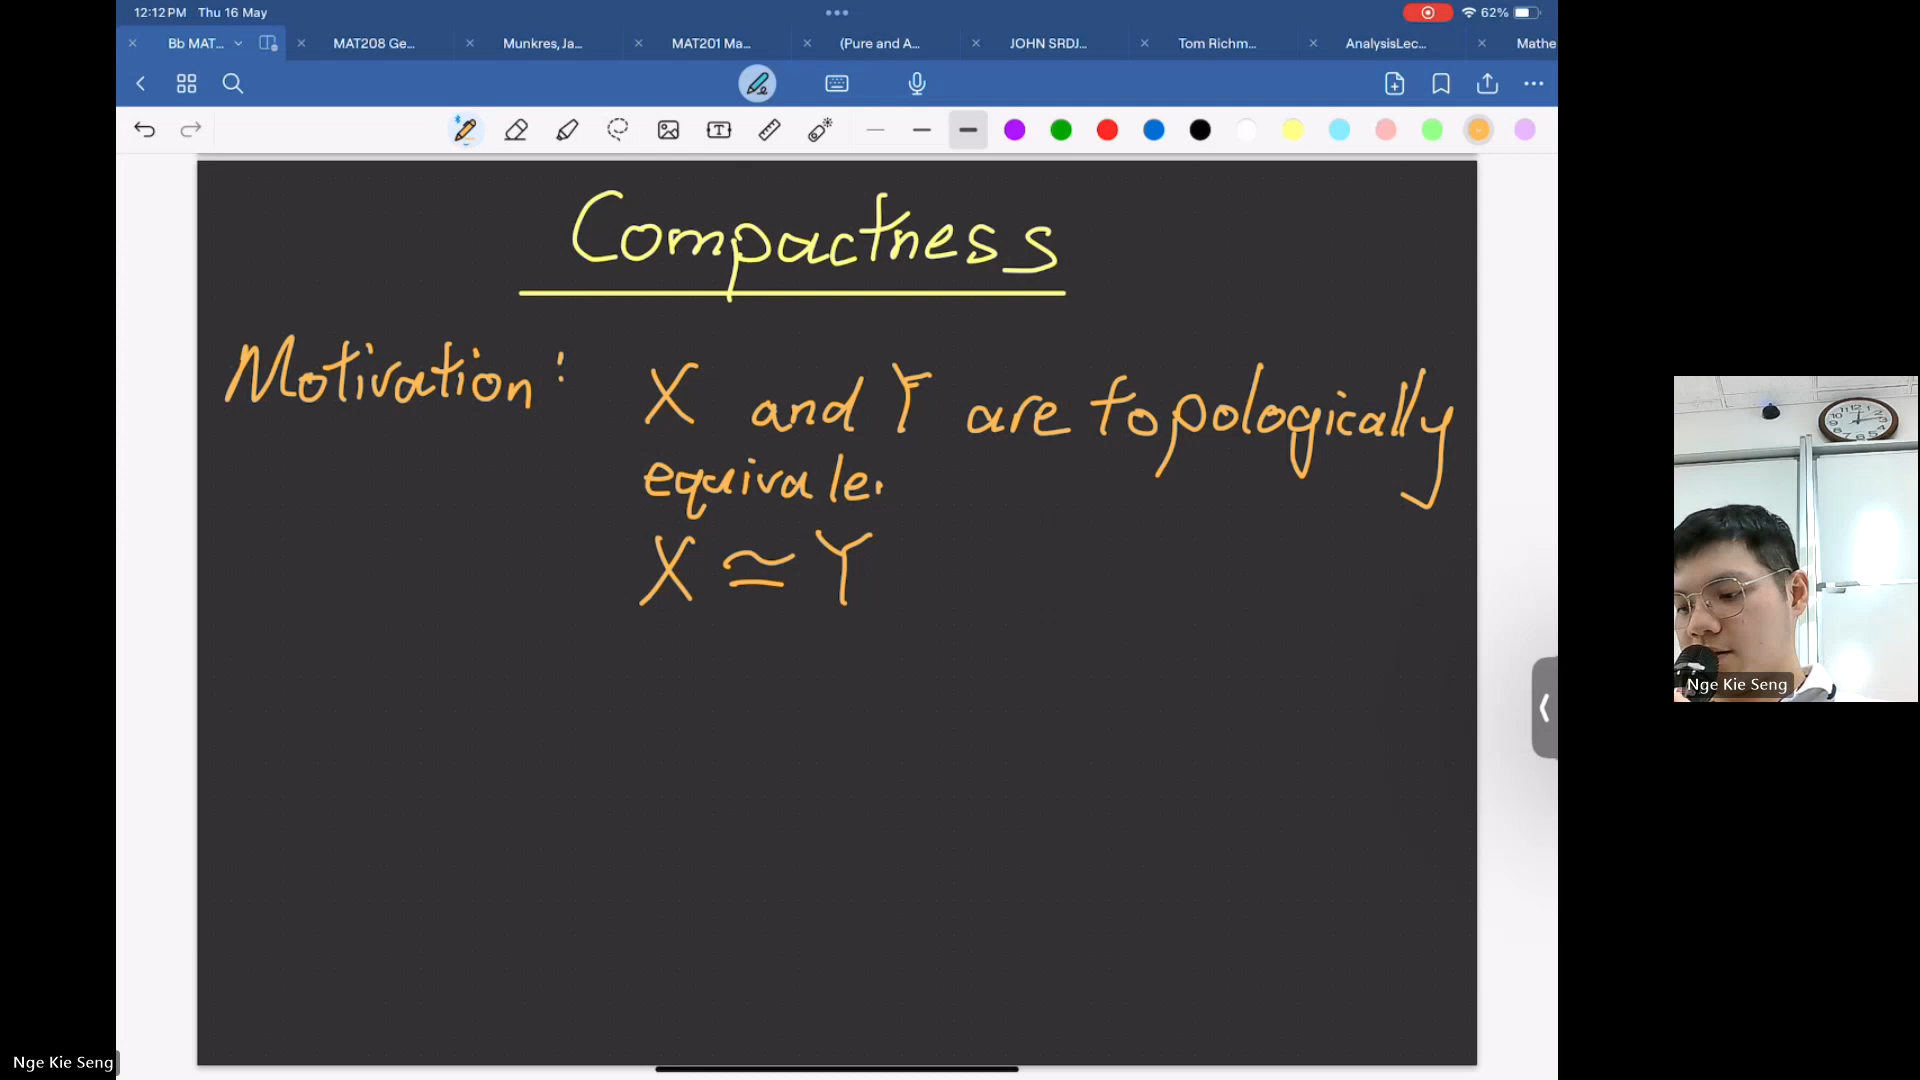 12:12 PM Thu 16 May
62%
Bb MAT...
MAT208 Ge...
Munkres, Ja...
MAT201 Ma...
(Pure and A...
JOHN SRDJ...
Tom Richm...
AnalysisLec...
Mathe
Compactness
Motivation: X and Y are topologically
equivale.
X ≃ Y
Nge Kie Seng
Nge Kie Seng